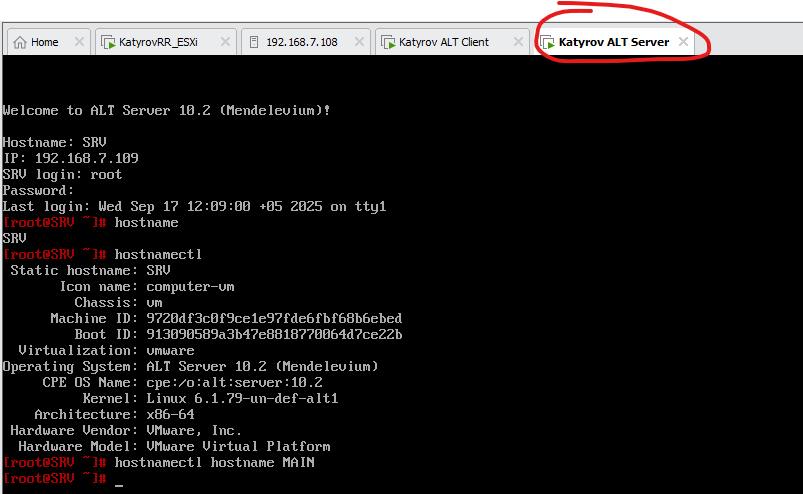 Home
KatyrovRR_ESXi
192.168.7.108
Katyrov ALT Client
Katyrov ALT Server
Welcome to ALT Server 10.2 (Mendelevium)!
Hostname: SRV
IP: 192.168.7.109
SRV login: root
Password:
Last login: Wed Sep 17 12:09:00 +05 2025 on tty1
[root@SRV ~]# hostname
SRV
[root@SRV ~]# hostnamectl
Static hostname: SRV
Icon name: computer-vm
Chassis: vm
Machine ID: 9720df3c0f9ce1e97fde6fbf68b6ebed
Boot ID: 913090589a3b47e8818770064d7ce22b
Virtualization: vmware
Operating System: ALT Server 10.2 (Mendelevium)
CPE OS Name: cpe:/o:alt:server:10.2
Kernel: Linux 6.1.79-un-def-alt1
Architecture: x86-64
Hardware Vendor: VMware, Inc.
Hardware Model: VMware Virtual Platform
[root@SRV ~]# hostnamectl hostname MAIN
[root@SRV ~]# _